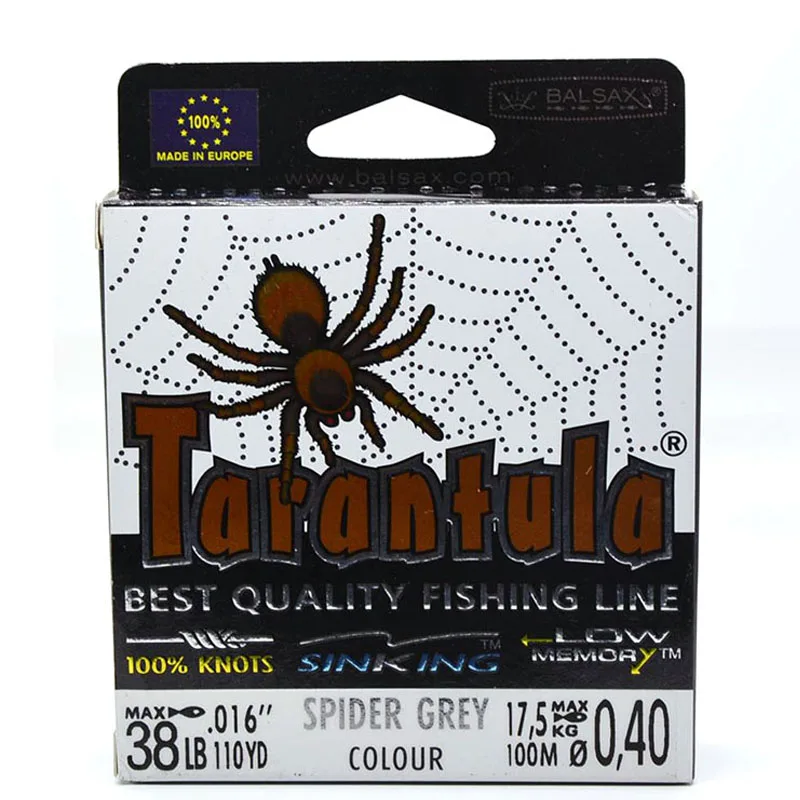 100%
MADE IN EUROPE
BALSAX®
www.balsax.com
Tarantula®
BEST QUALITY FISHING LINE
100% KNOTS
SINKING™
LOW MEMORY™
MAX .016”
38 LB 110YD
SPIDER GREY
COLOUR
17,5 MAX KG
100M Ø 0,40